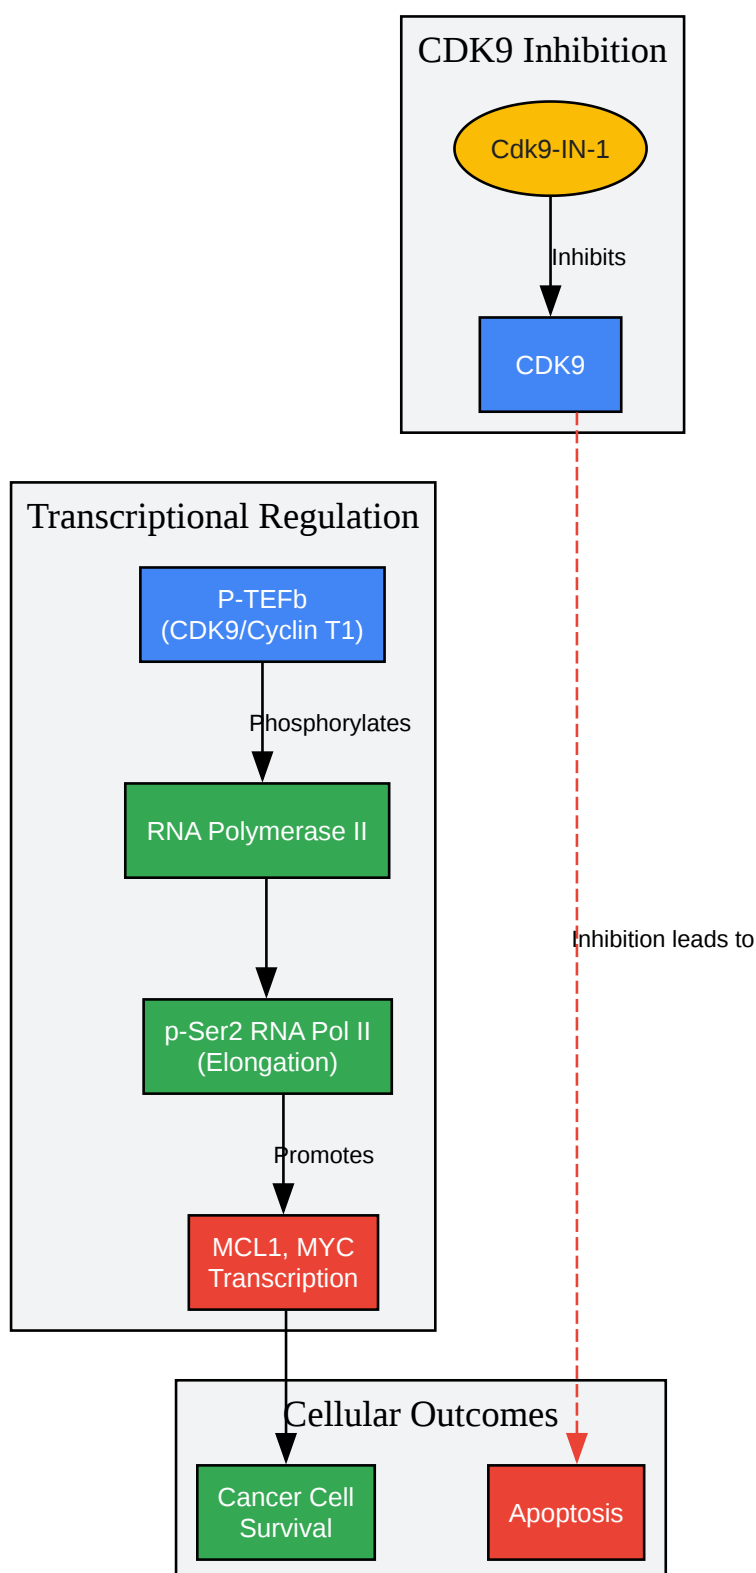 CDK9 Inhibition
Cdk9-IN-1
Inhibits
CDK9
Transcriptional Regulation
P-TEFb
(CDK9/Cyclin T1)
Phosphorylates
RNA Polymerase II
Inhibition leads to
p-Ser2 RNA Pol II
(Elongation)
Promotes
MCL1, MYC
Transcription
Cellular Outcomes
Cancer Cell
Survival
Apoptosis